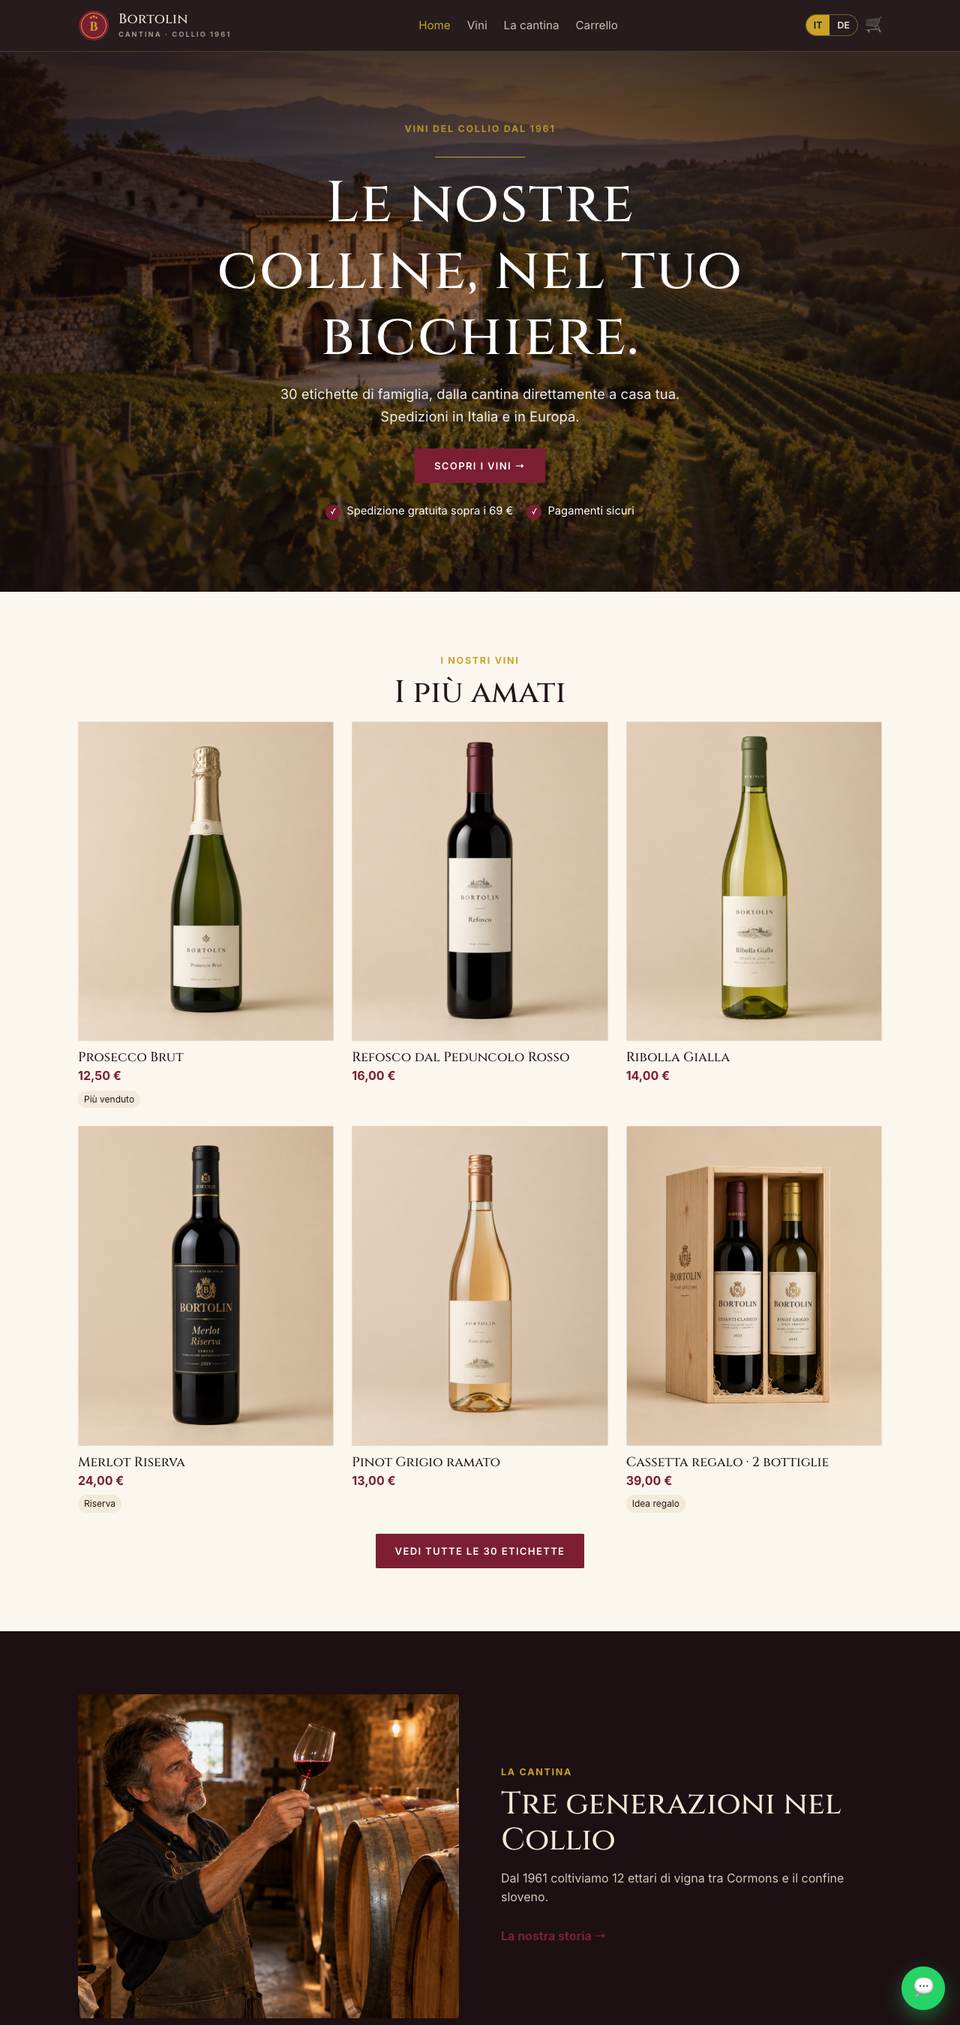 BORTOLIN
CANTINA · COLLIO 1961
Home
Vini
La cantina
Carrello
IT
DE
VINI DEL COLLIO DAL 1961
LE NOSTRE
COLLINE, NEL TUO
BICCHIERE.
30 etichette di famiglia, dalla cantina direttamente a casa tua.
Spedizioni in Italia e in Europa.
SCOPRI I VINI →
✓ Spedizione gratuita sopra i 69 €
✓ Pagamenti sicuri
I NOSTRI VINI
I PIÙ AMATI
BORTOLIN
Prosecco Brut
BORTOLIN
Refosco
BORTOLIN
Ribolla Gialla
PROSECCO BRUT
12,50 €
Più venduto
REFOSCO DAL PEDUNCOLO ROSSO
16,00 €
RIBOLLA GIALLA
14,00 €
B
BORTOLIN
Merlot
Riserva
BORTOLIN
Pinot Grigio
BORTOLIN
BORTOLIN
BORTOLIN
PINOT GRIGIO
MERLOT RISERVA
24,00 €
Riserva
PINOT GRIGIO RAMATO
13,00 €
CASSETTA REGALO · 2 BOTTIGLIE
39,00 €
Idea regalo
VEDI TUTTE LE 30 ETICHETTE
LA CANTINA
TRE GENERAZIONI NEL
COLLIO
Dal 1961 coltiviamo 12 ettari di vigna tra Cormons e il confine
sloveno.
La nostra storia →